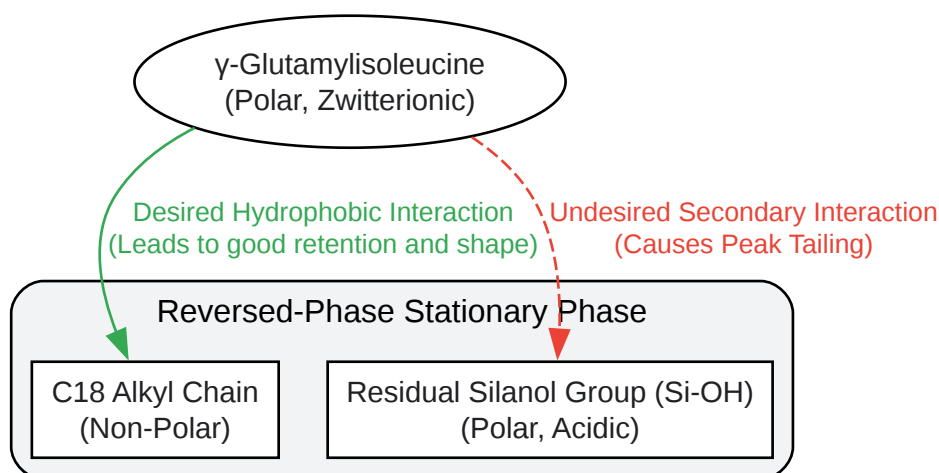 γ-Glutamylisoleucine
(Polar, Zwitterionic)
Desired Hydrophobic Interaction
(Leads to good retention and shape)
Undesired Secondary Interaction
(Causes Peak Tailing)
Reversed-Phase Stationary Phase
C18 Alkyl Chain
(Non-Polar)
Residual Silanol Group (Si-OH)
(Polar, Acidic)